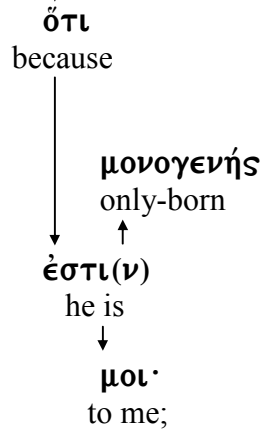 ὅτι
because
μονογενής
only-born
ἐστι(ν)
he is
μοι·
to me;